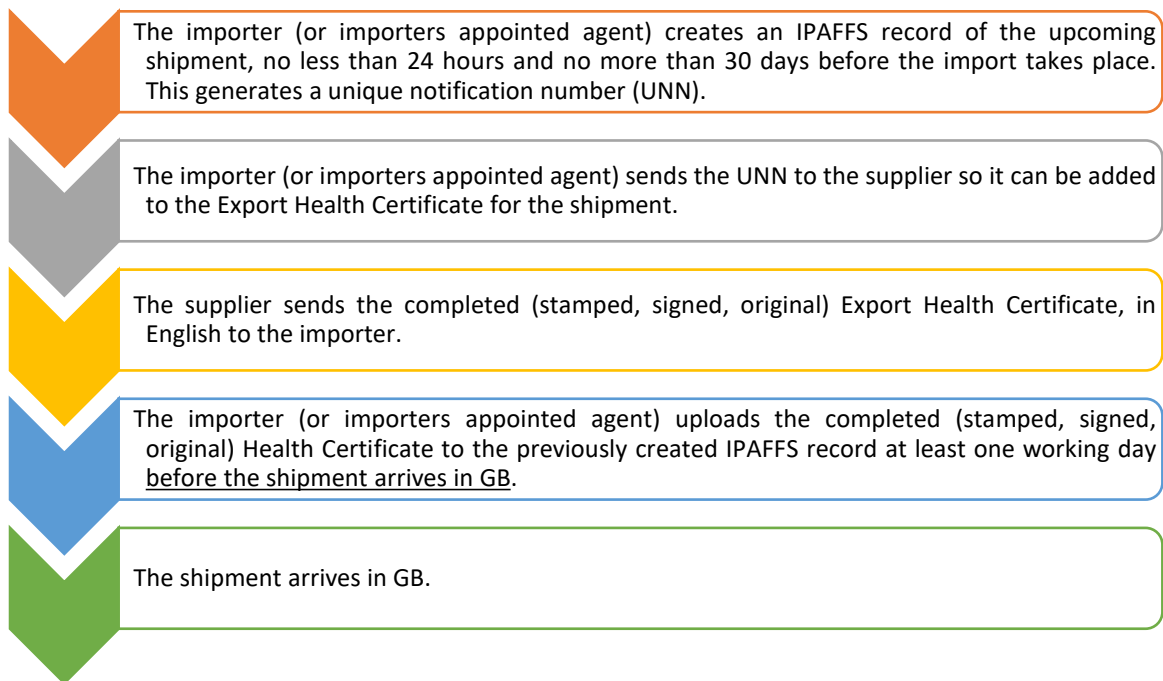 The importer (or importers appointed agent) creates an IPAFFS record of the upcoming
shipment, no less than 24 hours and no more than 30 days before the import takes place.
This generates a unique notification number (UNN).
The importer (or importers appointed agent) sends the UNN to the supplier so it can be added
to the Export Health Certificate for the shipment.
The supplier sends the completed (stamped, signed, original) Export Health Certificate, in
English to the importer.
The importer (or importers appointed agent) uploads the completed (stamped, signed,
original) Health Certificate to the previously created IPAFFS record at least one working day
before the shipment arrives in GB.
The shipment arrives in GB.